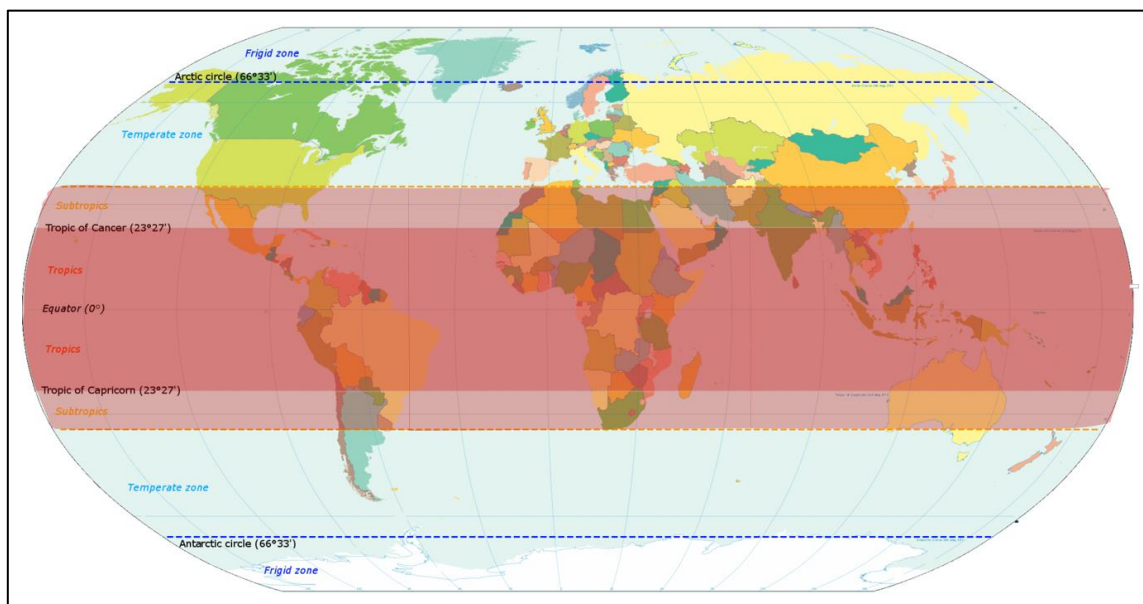 Frigid zone
Arctic circle (66°33')
Temperate zone
Subtropics
Tropic of Cancer (23°27')
Tropics
Equator (0°)
Tropics
Tropic of Capricorn (23°27')
Subtropics
Temperate zone
Antarctic circle (66°33')
Frigid zone